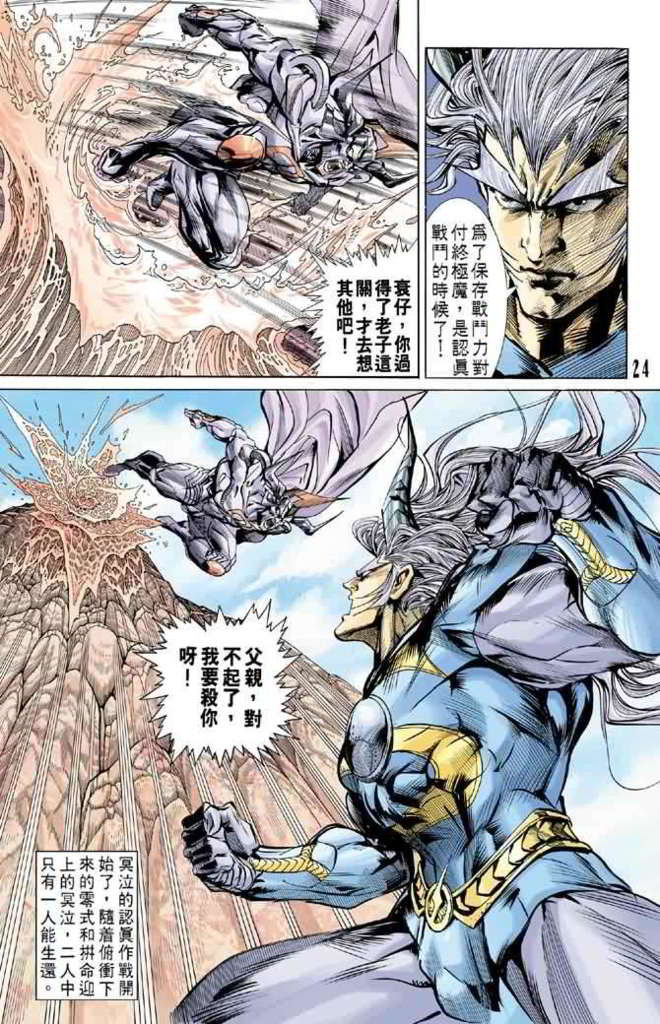 爲了保存戰鬥力對
付終極魔，是認眞
戰鬥的時候了！
衰仔，你過
得了老子這
關，才去想
其他吧！
24
父親，對
不起了，
我要殺你
呀！
冥泣的認眞作戰開
始了，隨着俯衝下
來的零式和拚命迎
上的冥泣，二人中
只有一人能生還。